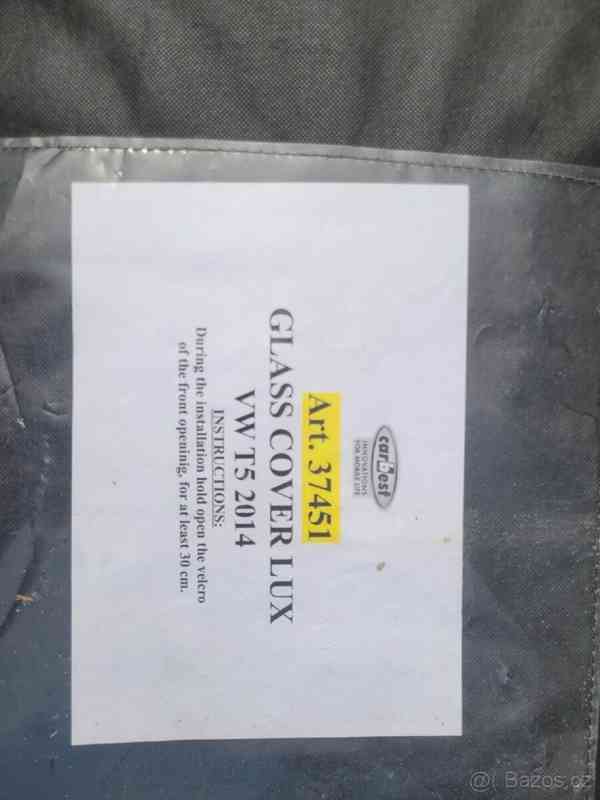 carbest
INNOVATIONS
FOR MOBILE LIFE
Art. 37451
GLASS COVER LUX
VW T5 2014
INSTRUCTIONS:
During the installation hold open the velcro
of the front openinig, for at least 30 cm.
@| Bazos.cz